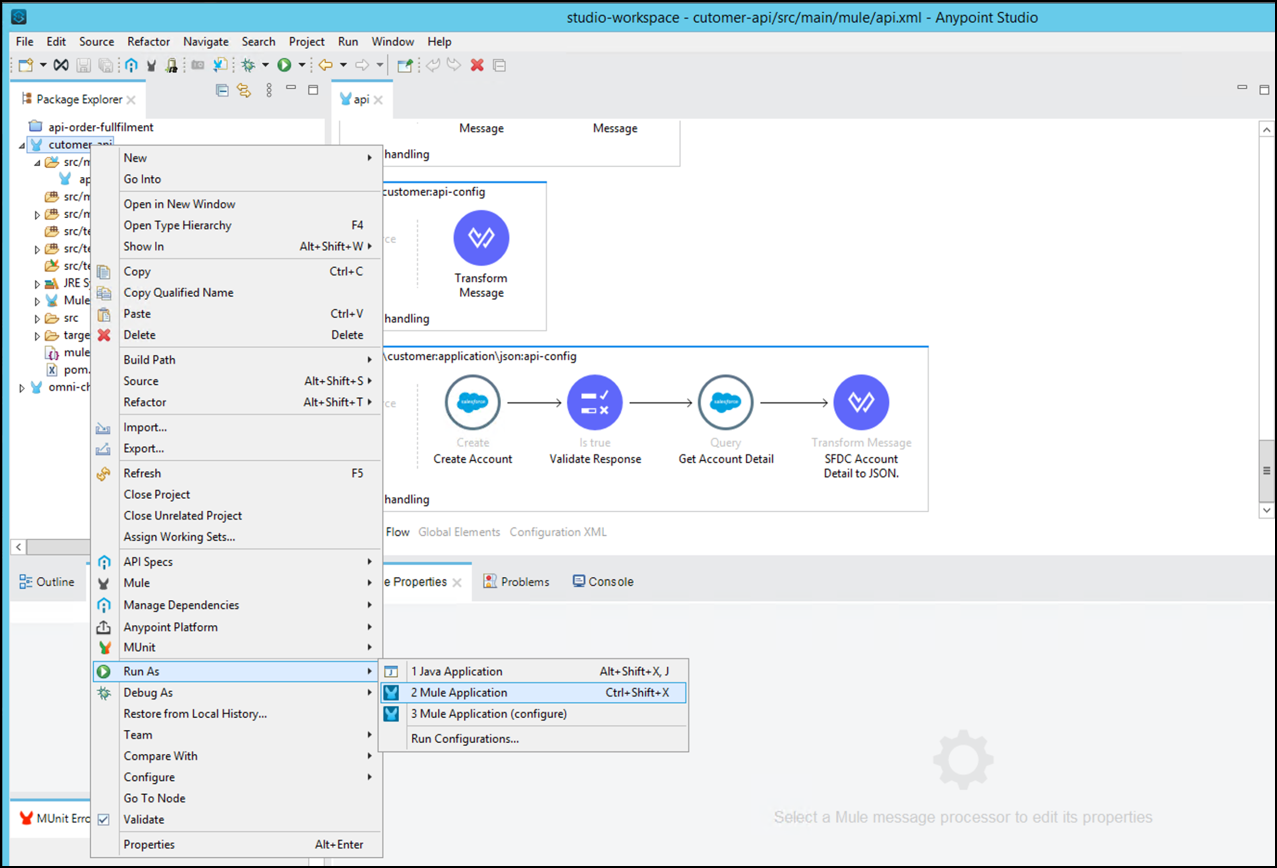 studio-workspace - cutomer-api/src/main/mule/api.xml - Anypoint Studio
File Edit Source Refactor Navigate Search Project Run Window Help
Package Explorer
api
api-order-fullfilment
cutomer-api
src/m
ap
src/m
src/m
src/te
src/te
src/te
JRE Sy
Mule
src
targe
mule
pom.
omni-ch
New
Go Into
Open in New Window
Open Type Hierarchy F4
Show In Alt+Shift+W
Copy Ctrl+C
Copy Qualified Name
Paste Ctrl+V
Delete Delete
Build Path
Source Alt+Shift+S
Refactor Alt+Shift+T
Import...
Export...
Refresh F5
Close Project
Close Unrelated Project
Assign Working Sets...
API Specs
Mule
Manage Dependencies
Anypoint Platform
MUnit
Run As
Debug As
Restore from Local History...
Team
Compare With
Configure
Go To Node
Validate
Properties Alt+Enter
1 Java Application Alt+Shift+X, J
2 Mule Application Ctrl+Shift+X
3 Mule Application (configure)
Run Configurations...
Message Message
handling
customer:api-config
ce
Transform
Message
handling
\customer:application\json:api-config
ce
salesforce
salesforce
Create
Create Account
Is true
Validate Response
Query
Get Account Detail
Transform Message
SFDC Account
Detail to JSON.
handling
Flow Global Elements Configuration XML
Outline
e Properties
Problems
Console
MUnit Erro
Select a Mule message processor to edit its properties